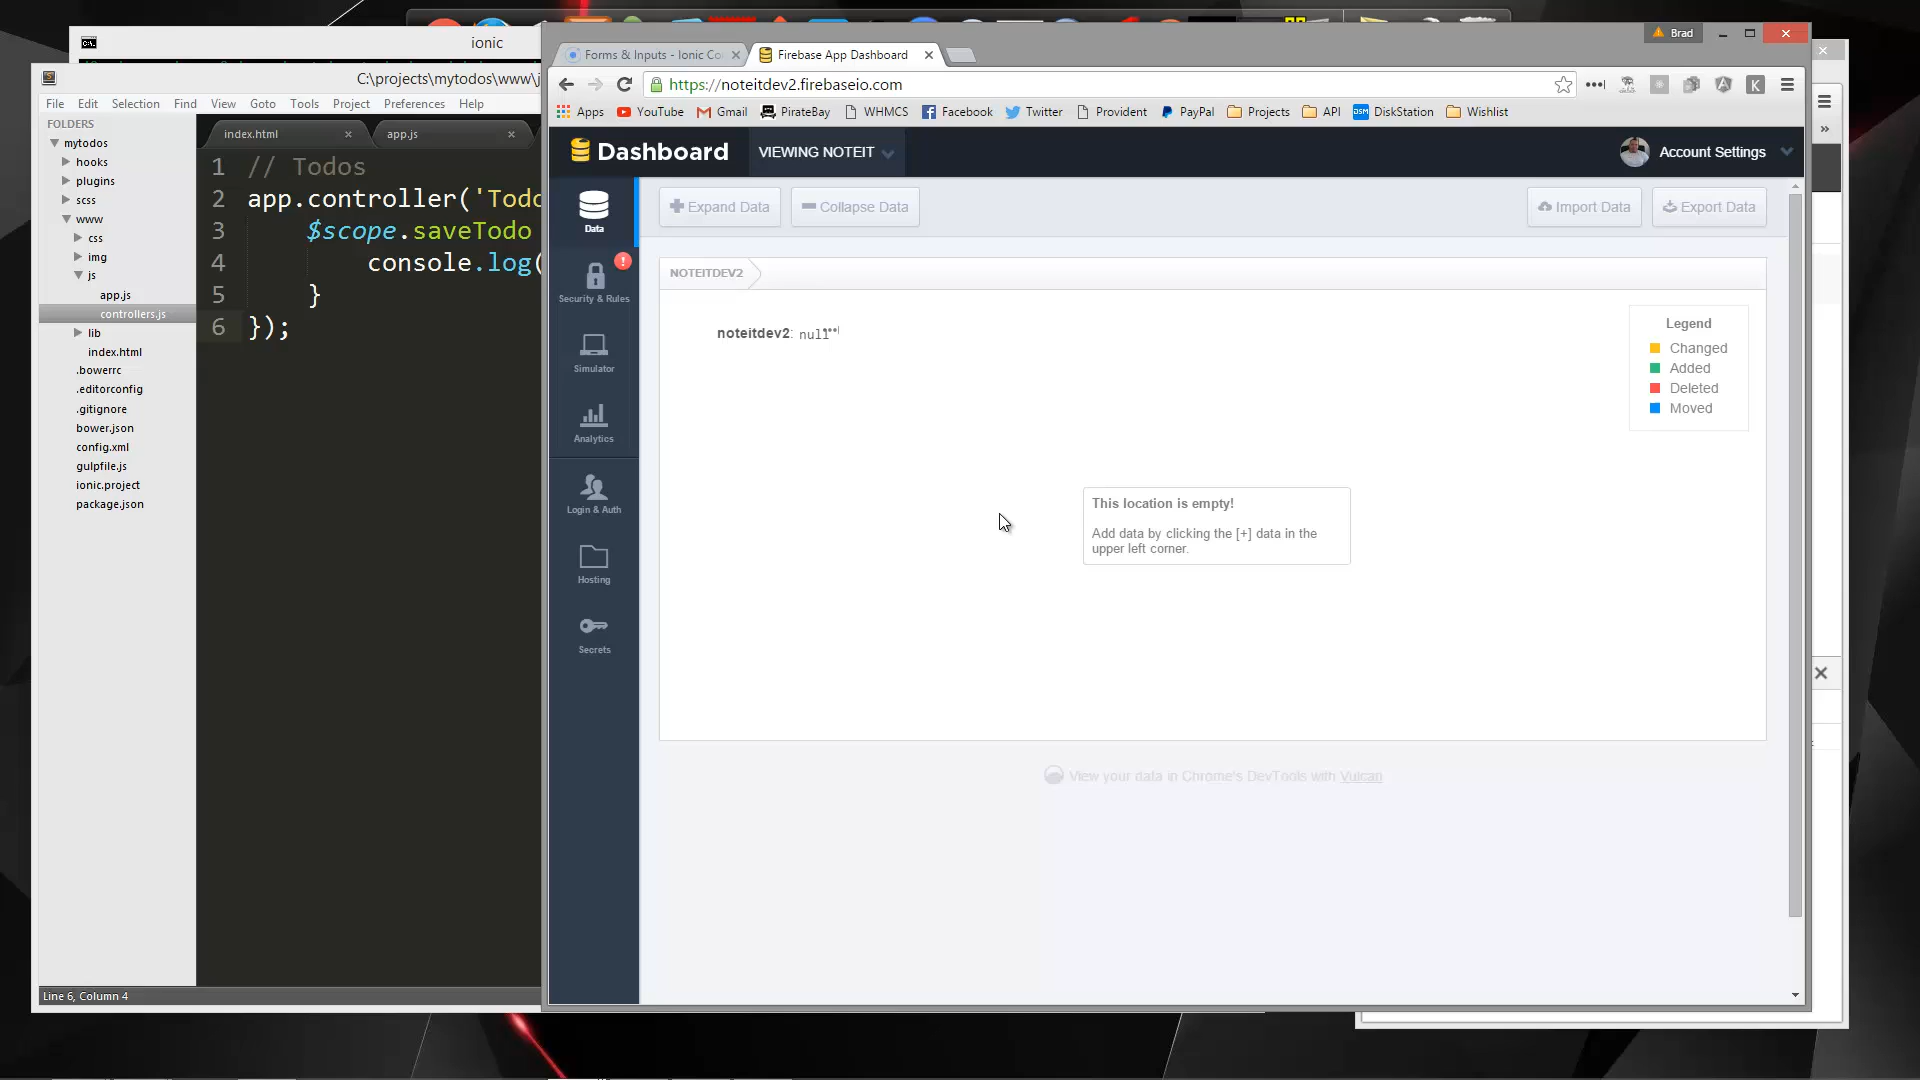 ionic
Brad
C:\projects\mytodos\www\j
Forms & Inputs - Ionic Co
Firebase App Dashboard
https://noteitdev2.firebaseio.com
File Edit Selection Find View Goto Tools Project Preferences Help
Apps YouTube Gmail PirateBay WHMCS Facebook Twitter Provident PayPal Projects API DSM DiskStation Wishlist
FOLDERS
mytodos
hooks
plugins
scss
www
css
img
js
app.js
controllers.js
lib
index.html
.bowerrc
.editorconfig
.gitignore
bower.json
config.xml
gulpfile.js
ionic.project
package.json
index.html
app.js
1 // Todos
2 app.controller('Todo
3 $scope.saveTodo
4 console.log(
5 }
6 });
Line 6, Column 4
Dashboard
VIEWING NOTEIT
Account Settings
Data
Security & Rules
Simulator
Analytics
Login & Auth
Hosting
Secrets
Expand Data
Collapse Data
Import Data
Export Data
NOTEITDEV2
noteitdev2: null
Legend
Changed
Added
Deleted
Moved
This location is empty!
Add data by clicking the [+] data in the
upper left corner.
View your data in Chrome's DevTools with Vulcan